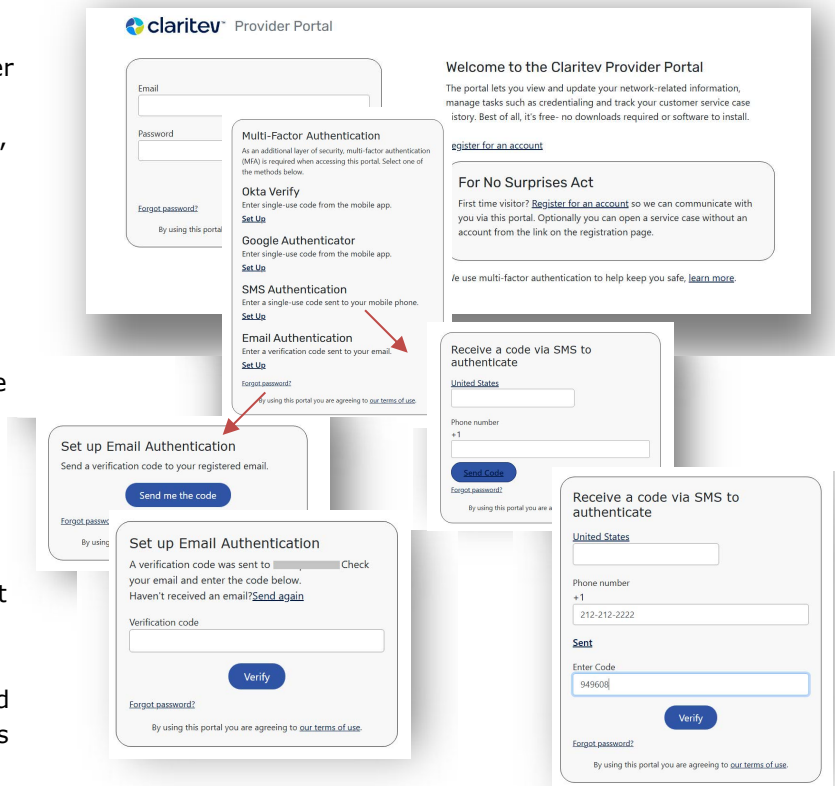 claritev™ Provider Portal
Email
Password
Forgot password?
By using this portal
Welcome to the Claritev Provider Portal
The portal lets you view and update your network-related information,
manage tasks such as credentialing and track your customer service case
istory. Best of all, it's free- no downloads required or software to install.
egister for an account
For No Surprises Act
First time visitor? Register for an account so we can communicate with
you via this portal. Optionally you can open a service case without an
account from the link on the registration page.
e use multi-factor authentication to help keep you safe, learn more.
Multi-Factor Authentication
As an additional layer of security, multi-factor authentication
(MFA) is required when accessing this portal. Select one of
the methods below.
Okta Verify
Enter single-use code from the mobile app.
Set Up
Google Authenticator
Enter single-use code from the mobile app.
Set Up
SMS Authentication
Enter a single-use code sent to your mobile phone.
Set Up
Email Authentication
Enter a verification code sent to your email.
Set Up
Forgot password?
By using this portal you are agreeing to our terms of use.
Receive a code via SMS to
authenticate
United States
Phone number
+1
Send Code
Forgot password?
By using this portal you are a
Set up Email Authentication
Send a verification code to your registered email.
Send me the code
Forgot passwo
By using
Set up Email Authentication
A verification code was sent to Check
your email and enter the code below.
Haven't received an email?Send again
Verification code
Verify
Forgot password?
By using this portal you are agreeing to our terms of use.
Receive a code via SMS to
authenticate
United States
Phone number
+1
212-212-2222
Sent
Enter Code
949608
Verify
Forgot password?
By using this portal you are agreeing to our terms of use.
er
,
e
t
d
s